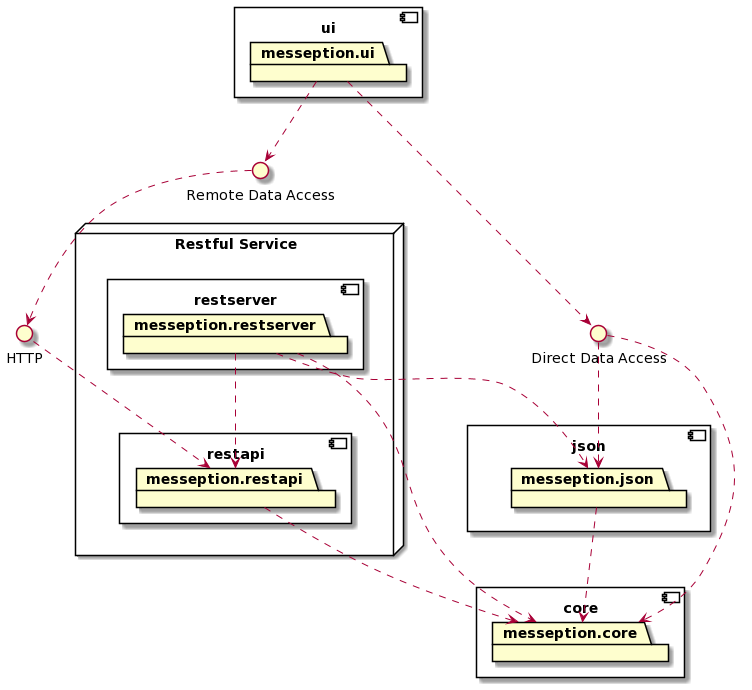 ui
messeption.ui
Remote Data Access
Restful Service
restserver
messeption.restserver
HTTP
Direct Data Access
restapi
messeption.restapi
json
messeption.json
core
messeption.core